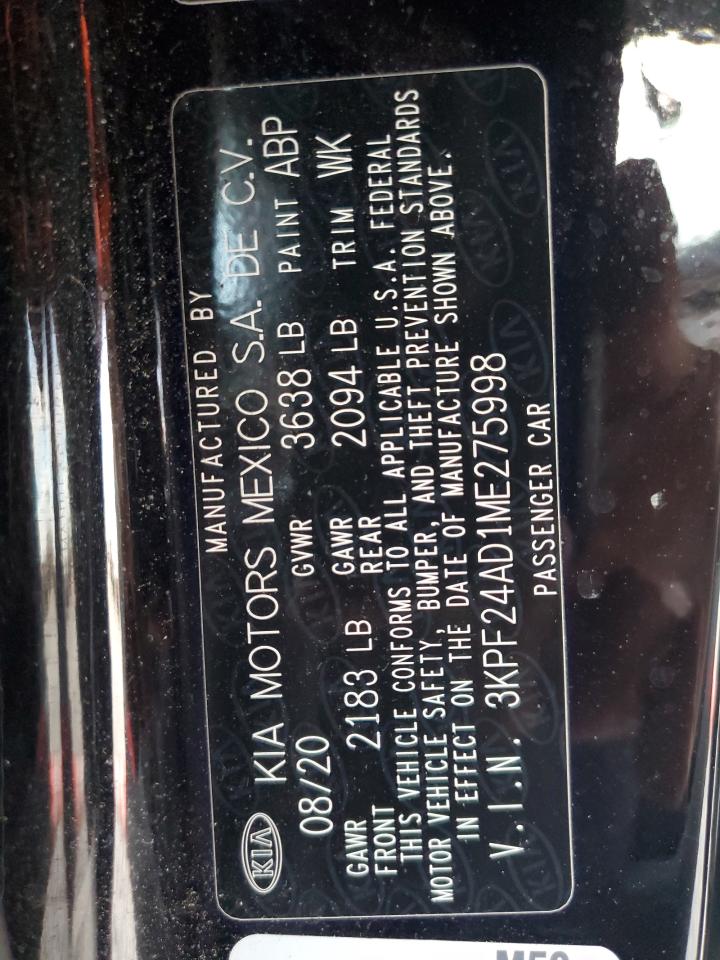 MANUFACTURED BY
KIA KIA MOTORS MEXICO S.A. DE C.V.
08/20 GVWR 3638 LB PAINT ABP
GAWR FRONT 2183 LB GAWR REAR 2094 LB TRIM WK
THIS VEHICLE CONFORMS TO ALL APPLICABLE U.S.A. FEDERAL
MOTOR VEHICLE SAFETY, BUMPER, AND THEFT PREVENTION STANDARDS
IN EFFECT ON THE DATE OF MANUFACTURE SHOWN ABOVE.
V.I.N. 3KPF24AD1ME275998
PASSENGER CAR